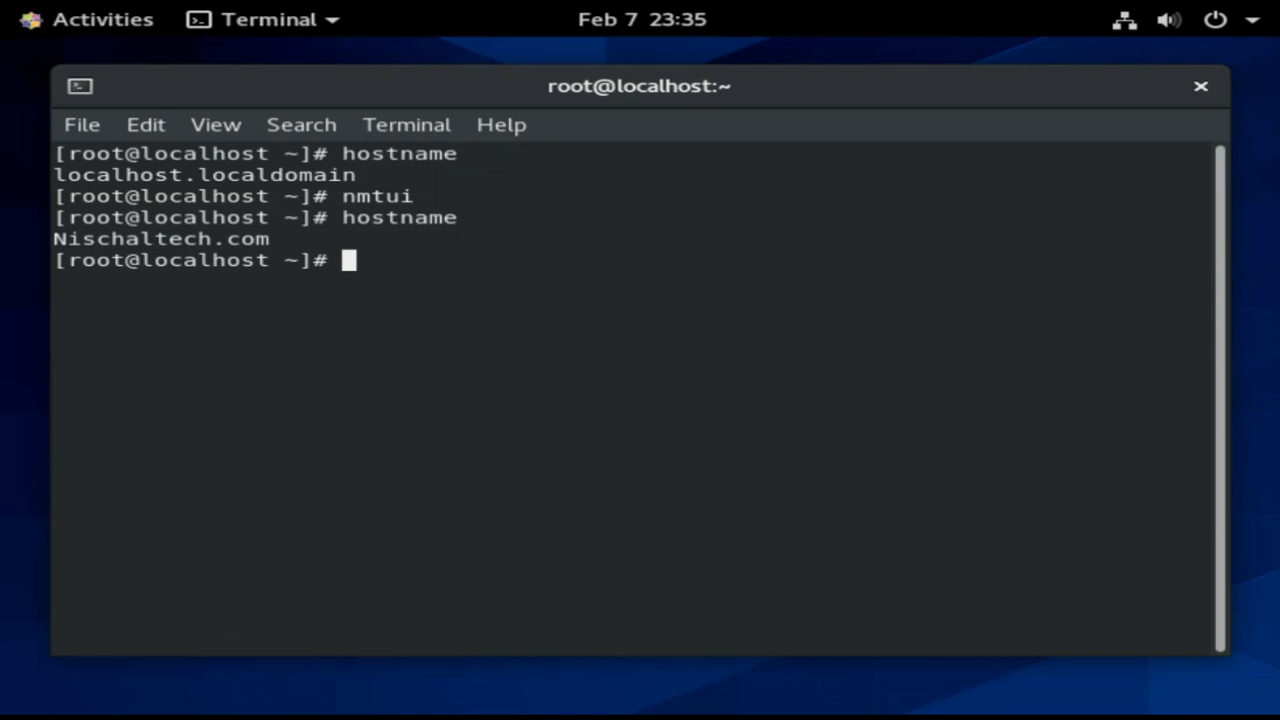 Activities Terminal Feb 7 23:35
root@localhost:~
File Edit View Search Terminal Help
[root@localhost ~]# hostname
localhost.localdomain
[root@localhost ~]# nmtui
[root@localhost ~]# hostname
Nischaltech.com
[root@localhost ~]#